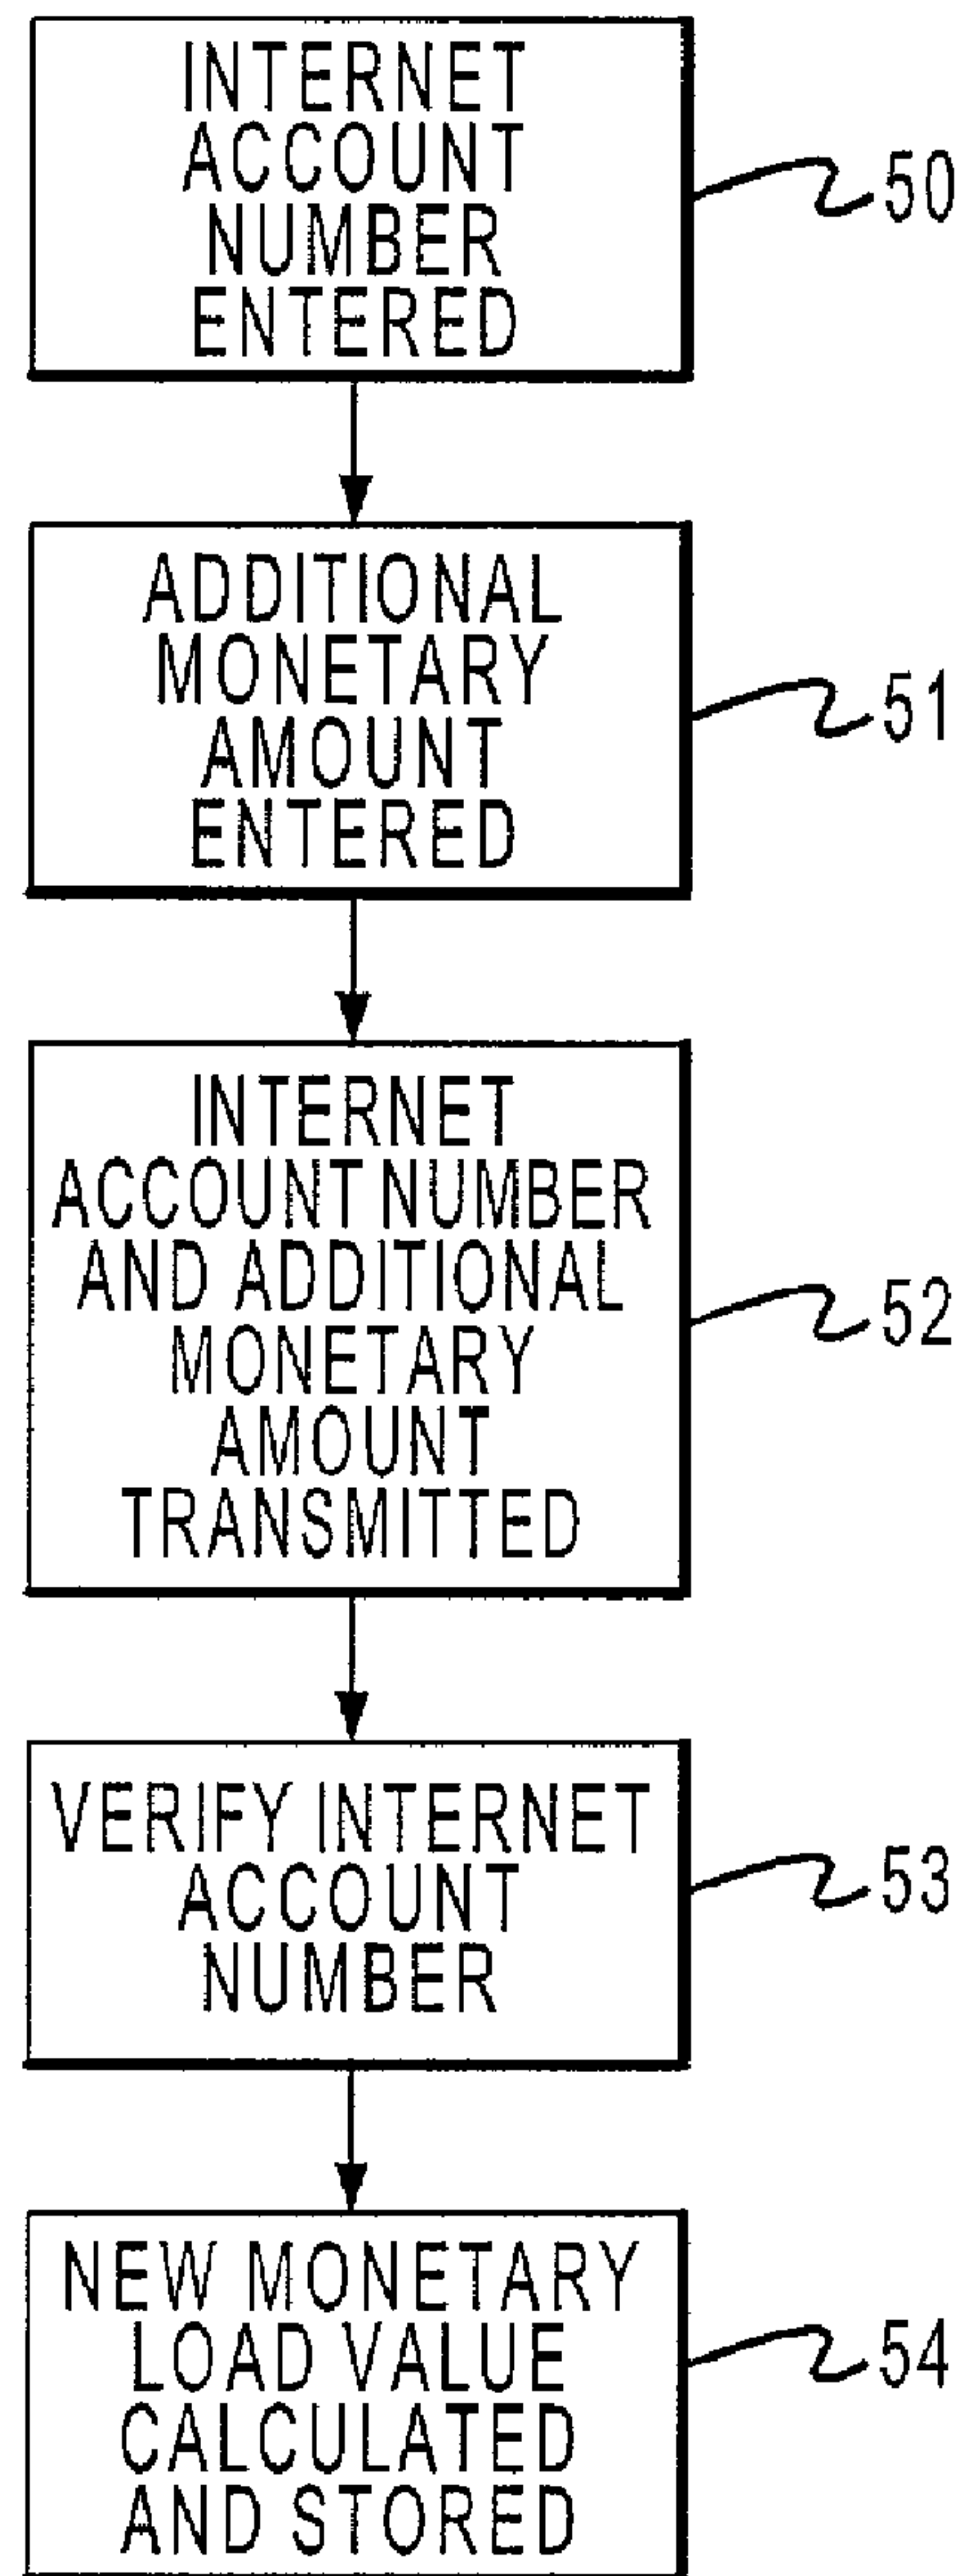 INTERNET
ACCOUNT
NUMBER
ENTERED
50
ADDITIONAL
MONETARY
AMOUNT
ENTERED
51
INTERNET
ACCOUNT NUMBER
AND ADDITIONAL
MONETARY
AMOUNT
TRANSMITTED
52
VERIFY INTERNET
ACCOUNT
NUMBER
53
NEW MONETARY
LOAD VALUE
CALCULATED
AND STORED
54